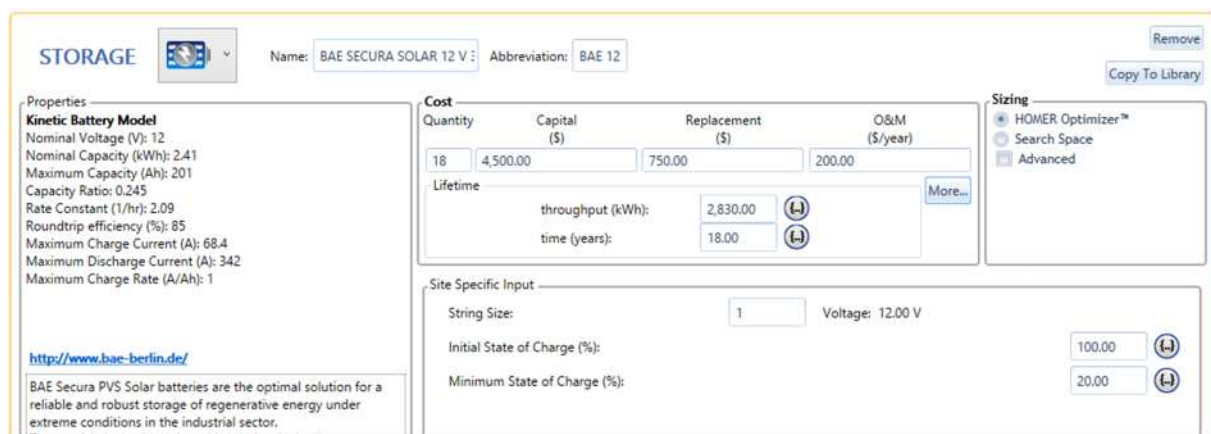 STORAGE
Name: BAE SECURA SOLAR 12 V Abbreviation: BAE 12
Remove
Copy To Library
Properties
Kinetic Battery Model
Nominal Voltage (V): 12
Nominal Capacity (kWh): 2.41
Maximum Capacity (Ah): 201
Capacity Ratio: 0.245
Rate Constant (1/hr): 2.09
Roundtrip efficiency (%): 85
Maximum Charge Current (A): 68.4
Maximum Discharge Current (A): 342
Maximum Charge Rate (A/Ah): 1
http://www.bae-berlin.de/
BAE Secura PVS Solar batteries are the optimal solution for a
reliable and robust storage of regenerative energy under
extreme conditions in the industrial sector.
Cost
Quantity Capital Replacement O&M
($) ($) ($/year)
18 4,500.00 750.00 200.00
Lifetime
More...
throughput (kWh): 2,830.00 {..}
time (years): 18.00 {..}
Sizing
HOMER Optimizer™
Search Space
Advanced
Site Specific Input
String Size: 1 Voltage: 12.00 V
Initial State of Charge (%): 100.00 {..}
Minimum State of Charge (%): 20.00 {..}